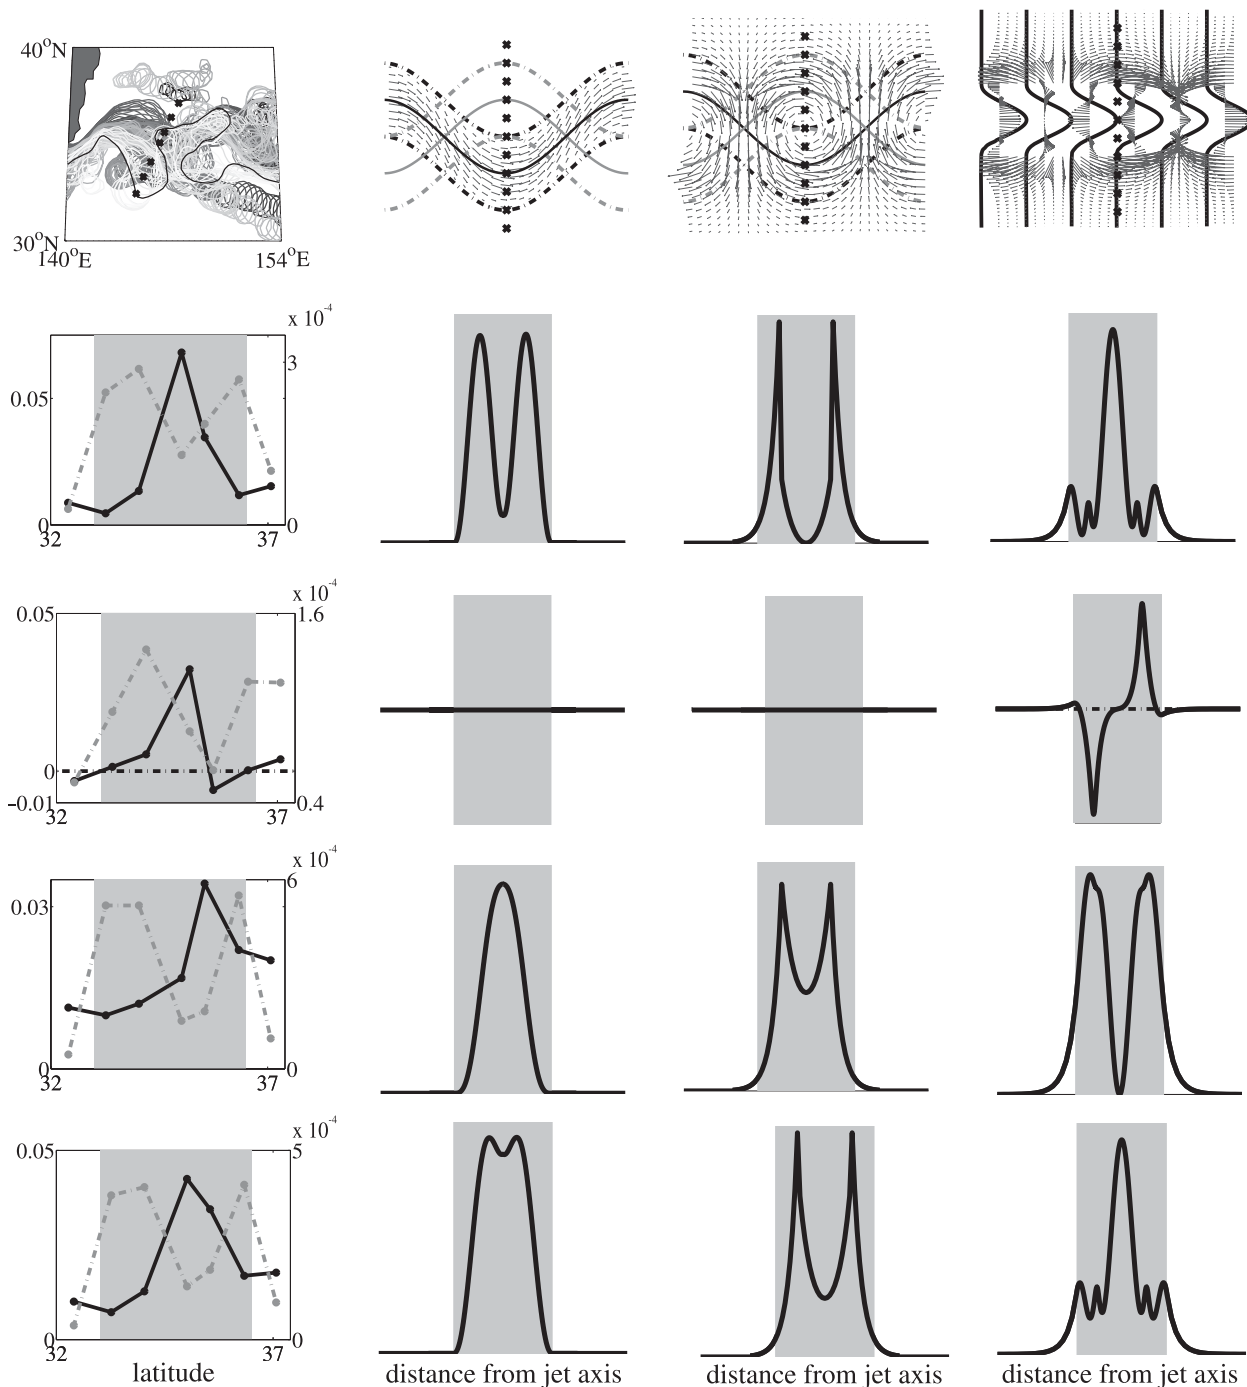 40°N
30°N
140°E 154°E
x 10⁻⁴
3
0.05
0 0
32 37
x 10⁻⁴
0.05 1.6
0
−0.01 0.4
32 37
x 10⁻⁴
6
0.03
0 0
32 37
x 10⁻⁴
0.05 5
0 0
32 37
latitude distance from jet axis distance from jet axis distance from jet axis